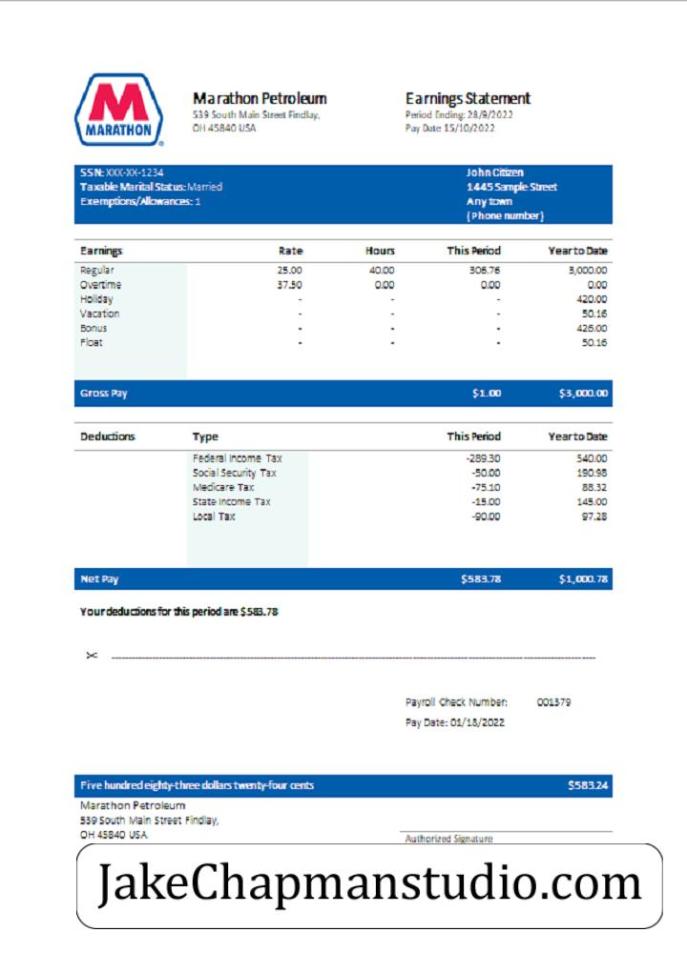 M
MARATHON
Marathon Petroleum
539 South Main Street Findlay,
OH 45840 USA
Earnings Statement
Period Ending: 28/9/2022
Pay Date 15/10/2022
SSN: XXX-XX-1234
Taxable Marital Status: Married
Exemptions/Allowances: 1
John Citizen
1445 Sample Street
Any town
(Phone number)
Earnings Rate Hours This Period Year to Date
Regular 25.00 40.00 306.76 3,000.00
Overtime 37.50 0.00 0.00 0.00
Holiday - - - 420.00
Vacation - - - 50.16
Bonus - - - 426.00
Float - - - 50.16
Gross Pay $1.00 $3,000.00
Deductions Type This Period Year to Date
Federal Income Tax -289.30 540.00
Social Security Tax -50.00 190.98
Medicare Tax -75.10 88.32
State Income Tax -15.00 145.00
Local Tax -90.00 97.28
Net Pay $583.78 $1,000.78
Your deductions for this period are $583.78
Payroll Check Number: 001379
Pay Date: 01/18/2022
Five hundred eighty-three dollars twenty-four cents $583.24
Marathon Petroleum
539 South Main Street Findlay,
OH 45840 USA
Authorized Signature
JakeChapmanstudio.com